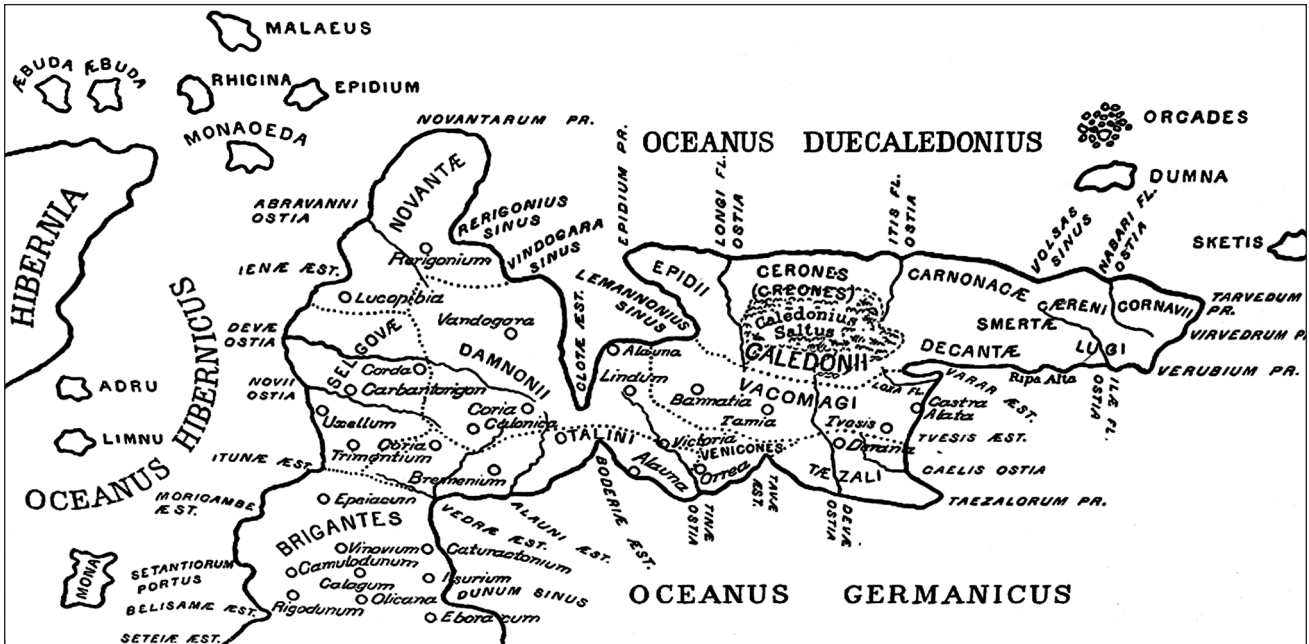 MALAEUS
ÆBUDA ÆBUDA
RHICINA
EPIDIUM
MONAOEDA
NOVANTARUM PR.
OCEANUS DUECALEDONIUS
ORCADES
DUMNA
SKETIS
HIBERNIA
OCEANUS HIBERNICUS
ABRAVANNI
OSTIA
NOVANTÆ
RERIGONIUS
SINUS
VINDOGARA
SINUS
EPIDIUM PR.
LONGI FL.
OSTIA
ITIS FL.
OSTIA
VOLSAS
SINUS
NABARI FL.
OSTIA
IENÆ ÆST.
Rerigonium
LEMANNONIUS
SINUS
EPIDII
CERONES
(CREONES)
Caledonius
Saltus
CALEDONII
CARNONACÆ
CÆRENI
CORNAVII
SMERTÆ
DECANTÆ
LUGI
TARVEDUM
PR.
VIRVEDRUM P
VERUBIUM PR.
Ripa Alta
ILÆ FL.
OSTIA
LOXA FL.
VARAR ÆST.
Lucopibia
Vandogara
DEVÆ
OSTIA
SELGOVÆ
DAMNONII
CLOTÆ ÆST.
Alauna
Lindum
Corda
Carbantorigon
NOVII
OSTIA
Uxellum
Coria
Colanica
Trimontium
Coria
Bremenium
OTALINI
Bannatia
Tamia
VACOMAGI
Victoria
VENICONES
Orrea
Alauna
Tvesis
Castra
Alata
TVESIS ÆST.
Devana
TÆZALI
CAELIS OSTIA
TAEZALORUM PR.
ADRU
LIMNU
ITUNÆ ÆST.
MORICAMBE
ÆST.
Epeiacum
BRIGANTES
VEDRÆ ÆST.
ALAUNI ÆST.
BODERIÆ ÆST.
TINÆ
OSTIA
TAVÆ
ÆST.
DEVÆ
OSTIA
MONA
SETANTIORUM
PORTUS
BELISAMÆ ÆST.
SETEIÆ ÆST.
Vinovium
Camulodunum
Calagum
Rigodunum
Olicana
Caturactonium
Isurium
DUNUM SINUS
Eboracum
OCEANUS GERMANICUS